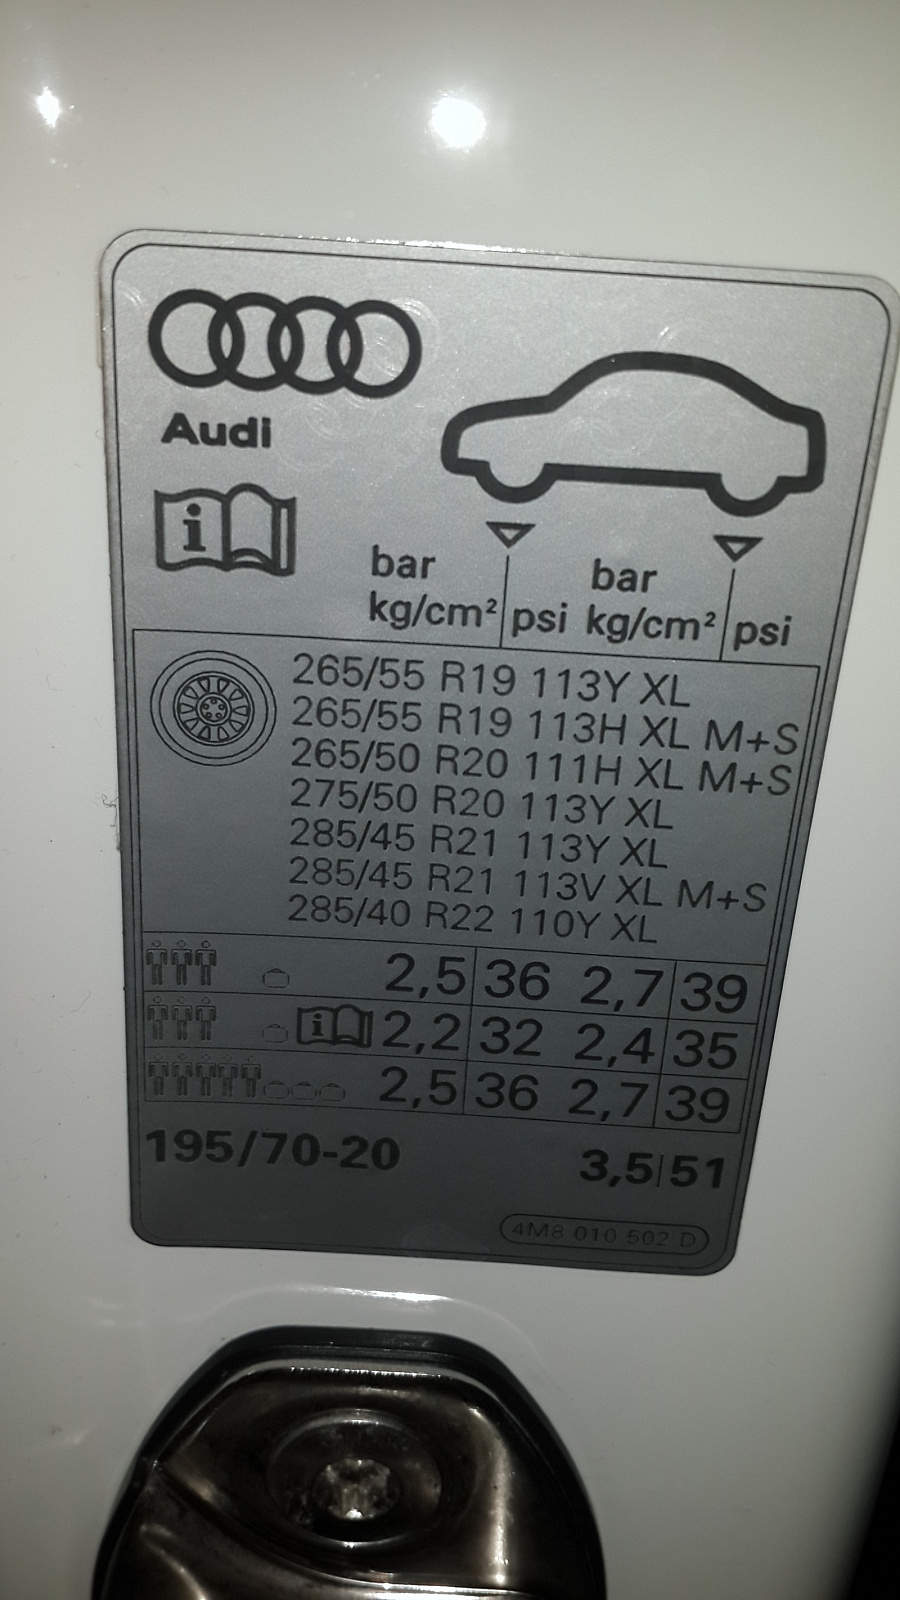 Audi
i
bar bar
kg/cm² psi kg/cm² psi
265/55 R19 113Y XL
265/55 R19 113H XL M+S
265/50 R20 111H XL M+S
275/50 R20 113Y XL
285/45 R21 113Y XL
285/45 R21 113V XL M+S
285/40 R22 110Y XL
2,5 36 2,7 39
i 2,2 32 2,4 35
2,5 36 2,7 39
195/70-20 3,5 51
4M8 010 502 D